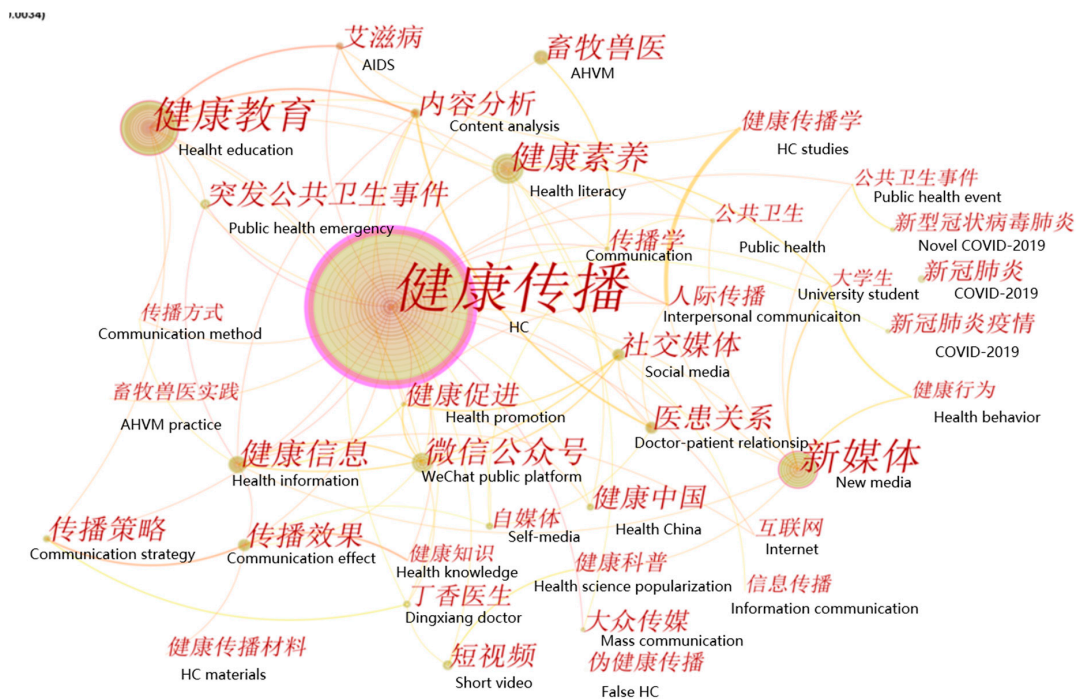 ).0034)
艾滋病
AIDS
畜牧兽医
AHVM
健康教育
Healht education
内容分析
Content analysis
健康传播学
HC studies
健康素养
Health literacy
突发公共卫生事件
Public health emergency
公共卫生事件
Public health event
公共卫生
Public health
新型冠状病毒肺炎
Novel COVID-2019
传播学
Communication
健康传播
HC
大学生
University student
新冠肺炎
COVID-2019
人际传播
Interpersonal communicaiton
传播方式
Communication method
新冠肺炎疫情
COVID-2019
社交媒体
Social media
畜牧兽医实践
AHVM practice
健康促进
Health promotion
健康行为
Health behavior
医患关系
Doctor-patient relationsip
健康信息
Health information
微信公众号
WeChat public platform
新媒体
New media
健康中国
Health China
自媒体
Self-media
互联网
Internet
传播策略
Communication strategy
传播效果
Communication effect
健康知识
Health knowledge
健康科普
Health science popularization
信息传播
Information communication
丁香医生
Dingxiang doctor
大众传媒
Mass communication
健康传播材料
HC materials
短视频
Short video
伪健康传播
False HC